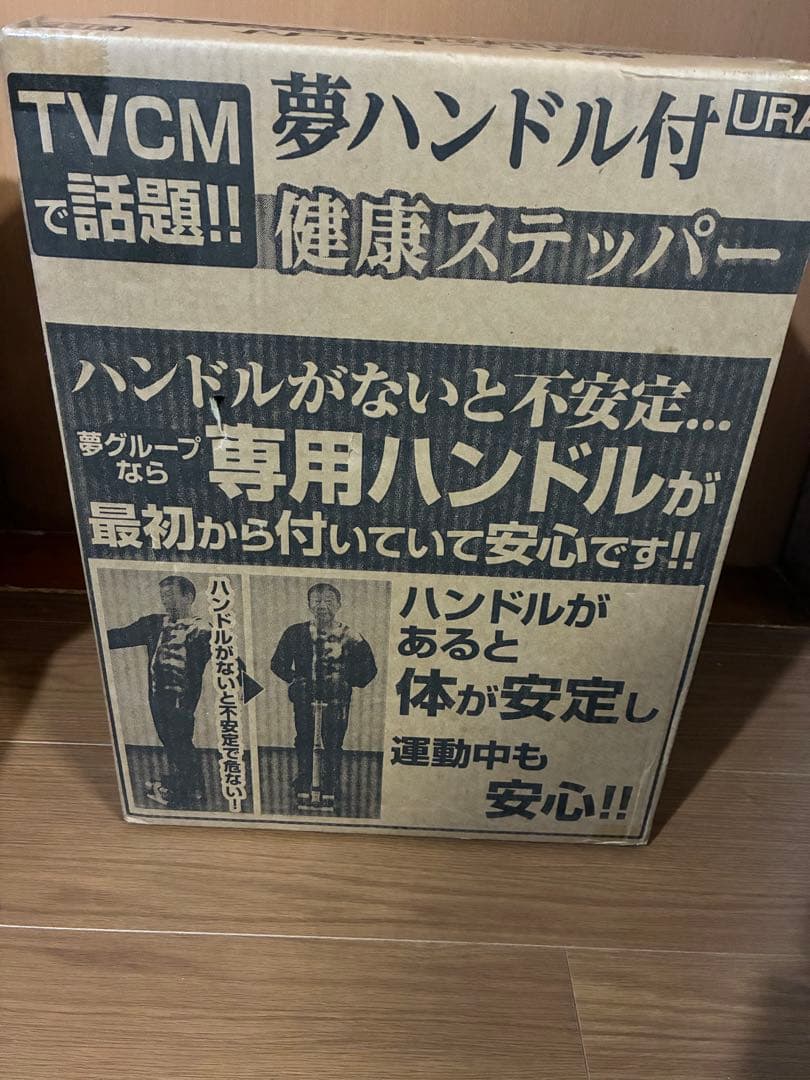 TVCM
で話題!!
夢ハンドル付
URA
健康ステッパー
ハンドルがないと不安定...
夢グループ
なら
専用ハンドルが
最初から付いていて安心です!!
ハンドルがないと不安定で危ない!
ハンドルが
あると
体が安定し
運動中も
安心!!